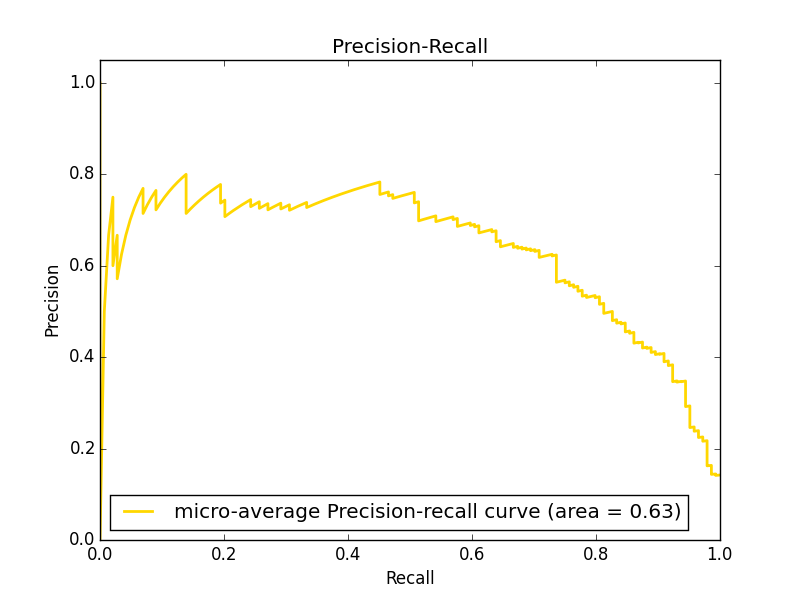 Precision-Recall
1.0
0.8
0.6
0.4
0.2
0.0
Precision
micro-average Precision-recall curve (area = 0.63)
0.0 0.2 0.4 0.6 0.8 1.0
Recall